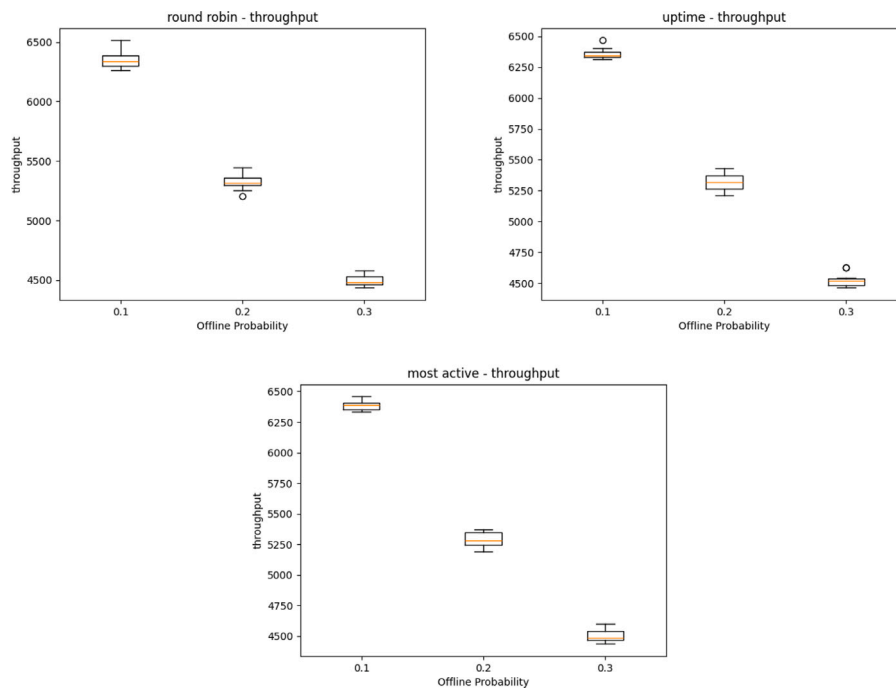 round robin - throughput
6500
6000
5500
5000
4500
throughput
0.1 0.2 0.3
Offline Probability
uptime - throughput
6500
6250
6000
5750
5500
5250
5000
4750
4500
throughput
0.1 0.2 0.3
Offline Probability
most active - throughput
6500
6250
6000
5750
5500
5250
5000
4750
4500
throughput
0.1 0.2 0.3
Offline Probability